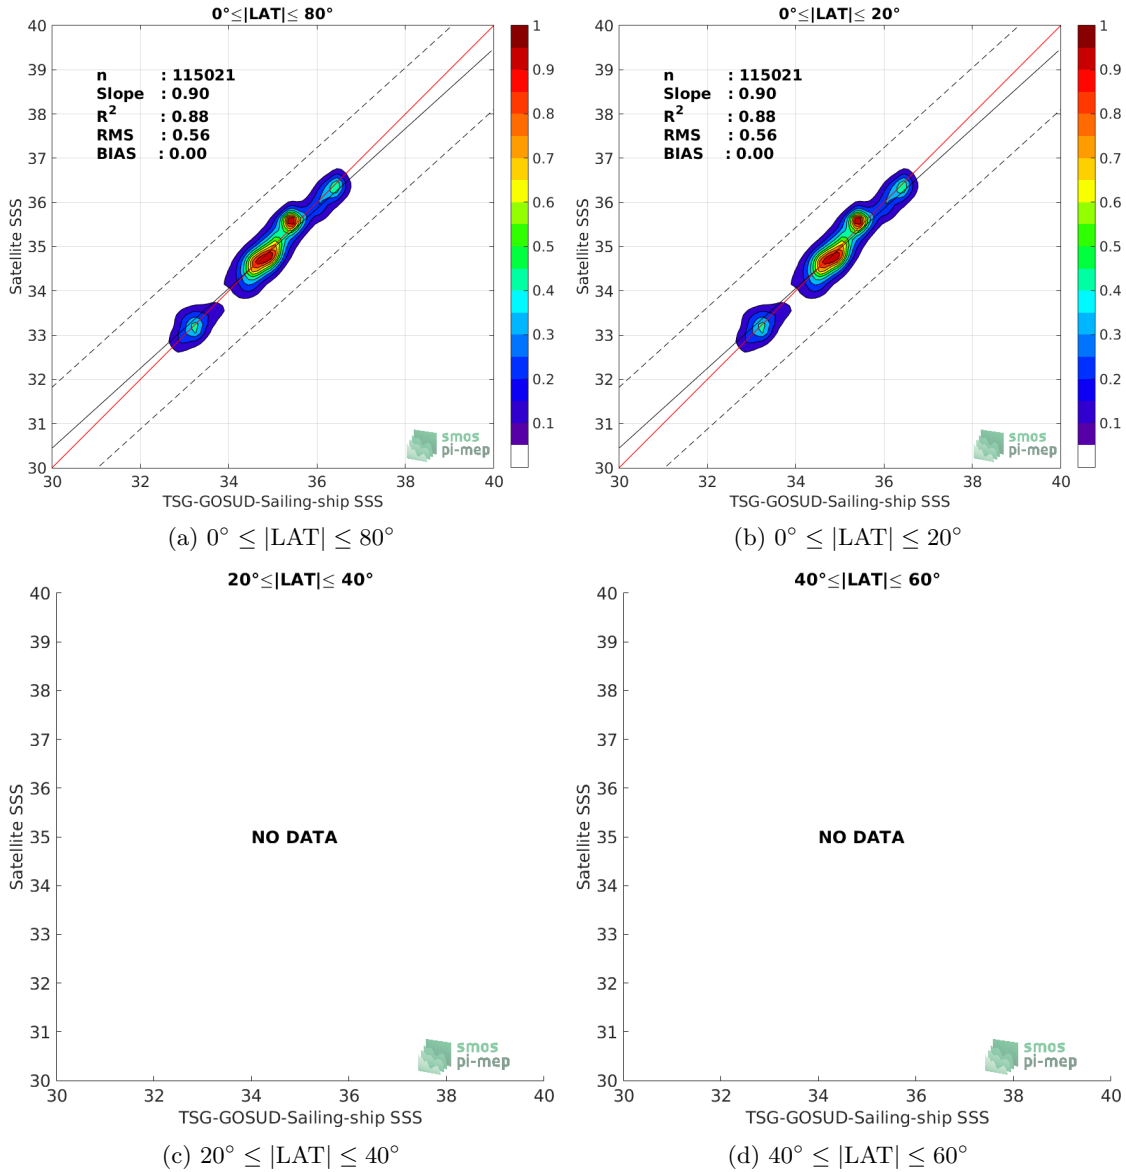 0°≤|LAT|≤ 80°
40
39
38
37
36
35
34
33
32
31
30
Satellite SSS
n : 115021
Slope : 0.90
R² : 0.88
RMS : 0.56
BIAS : 0.00
1
0.9
0.8
0.7
0.6
0.5
0.4
0.3
0.2
0.1
smos
pi-mep
30 32 34 36 38 40
TSG-GOSUD-Sailing-ship SSS
(a) 0° ≤ |LAT| ≤ 80°
0°≤|LAT|≤ 20°
40
39
38
37
36
35
34
33
32
31
30
Satellite SSS
n : 115021
Slope : 0.90
R² : 0.88
RMS : 0.56
BIAS : 0.00
1
0.9
0.8
0.7
0.6
0.5
0.4
0.3
0.2
0.1
smos
pi-mep
30 32 34 36 38 40
TSG-GOSUD-Sailing-ship SSS
(b) 0° ≤ |LAT| ≤ 20°
20°≤|LAT|≤ 40°
40
39
38
37
36
35
34
33
32
31
30
Satellite SSS
NO DATA
smos
pi-mep
30 32 34 36 38 40
TSG-GOSUD-Sailing-ship SSS
(c) 20° ≤ |LAT| ≤ 40°
40°≤|LAT|≤ 60°
40
39
38
37
36
35
34
33
32
31
30
Satellite SSS
NO DATA
smos
pi-mep
30 32 34 36 38 40
TSG-GOSUD-Sailing-ship SSS
(d) 40° ≤ |LAT| ≤ 60°